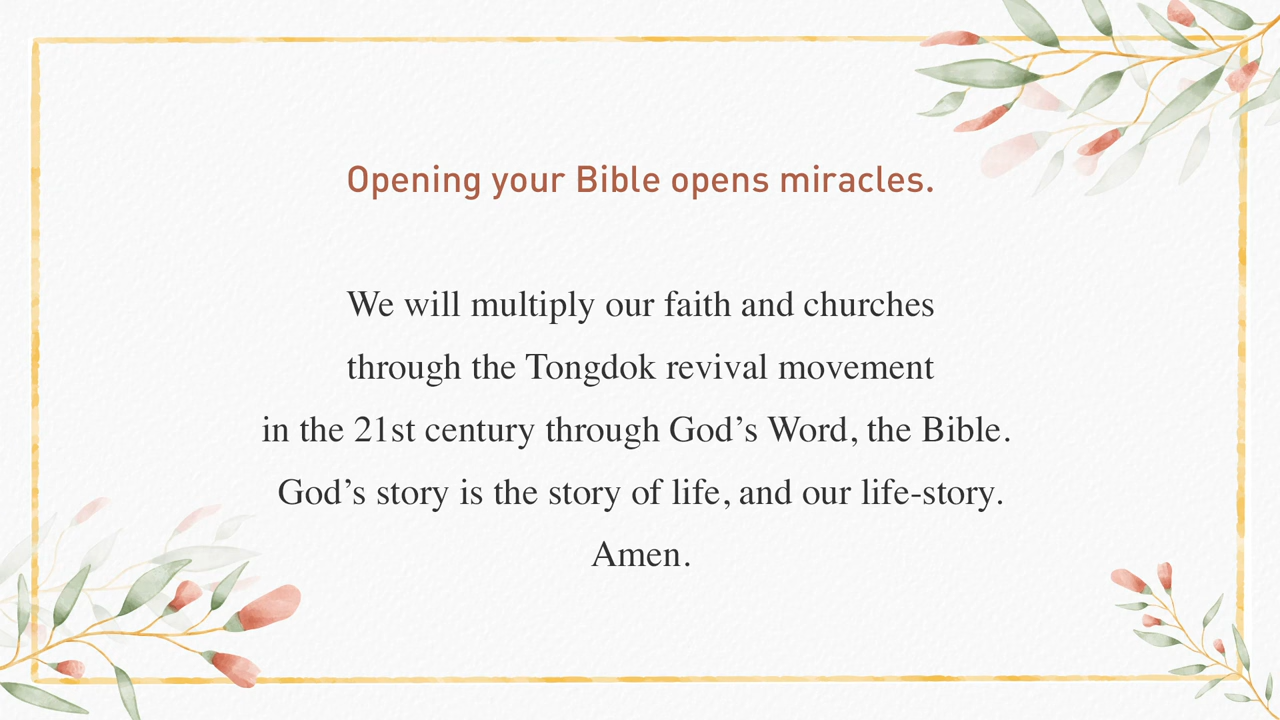 Opening your Bible opens miracles.
We will multiply our faith and churches
through the Tongdok revival movement
in the 21st century through God’s Word, the Bible.
God’s story is the story of life, and our life-story.
Amen.